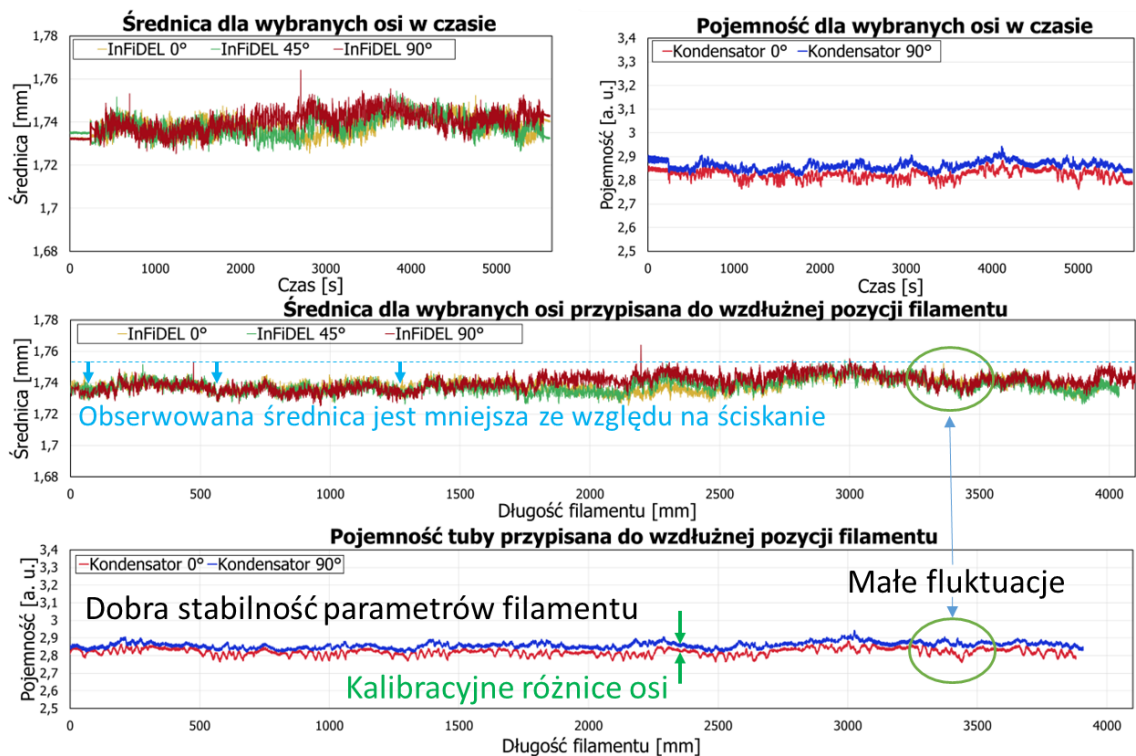 Średnica dla wybranych osi w czasie
InFiDEL 0° InFiDEL 45° InFiDEL 90°
Średnica [mm]
1,78
1,76
1,74
1,72
1,7
1,68
0 1000 2000 3000 4000 5000
Czas [s]
Pojemność dla wybranych osi w czasie
Kondensator 0° Kondensator 90°
Pojemność [a. u.]
3,4
3,3
3,2
3,1
3
2,9
2,8
2,7
2,6
2,5
0 1000 2000 3000 4000 5000
Czas [s]
Średnica dla wybranych osi przypisana do wzdłużnej pozycji filamentu
InFiDEL 0° InFiDEL 45° InFiDEL 90°
Średnica [mm]
1,78
1,76
1,74
1,72
1,7
1,68
Obserwowana średnica jest mniejsza ze względu na ściskanie
0 500 1000 1500 2000 2500 3000 3500 4000
Długość filamentu [mm]
Pojemność tuby przypisana do wzdłużnej pozycji filamentu
Kondensator 0° Kondensator 90°
Pojemność [a. u.]
3,4
3,3
3,2
3,1
3
2,9
2,8
2,7
2,6
2,5
Małe fluktuacje
Dobra stabilność parametrów filamentu
Kalibracyjne różnice osi
0 500 1000 1500 2000 2500 3000 3500 4000
Długość filamentu [mm]